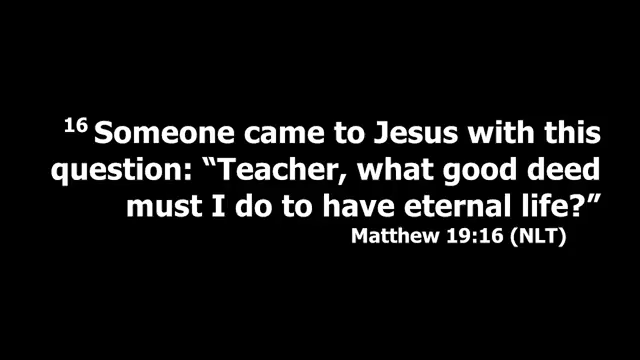 16 Someone came to Jesus with this
question: “Teacher, what good deed
must I do to have eternal life?”
Matthew 19:16 (NLT)